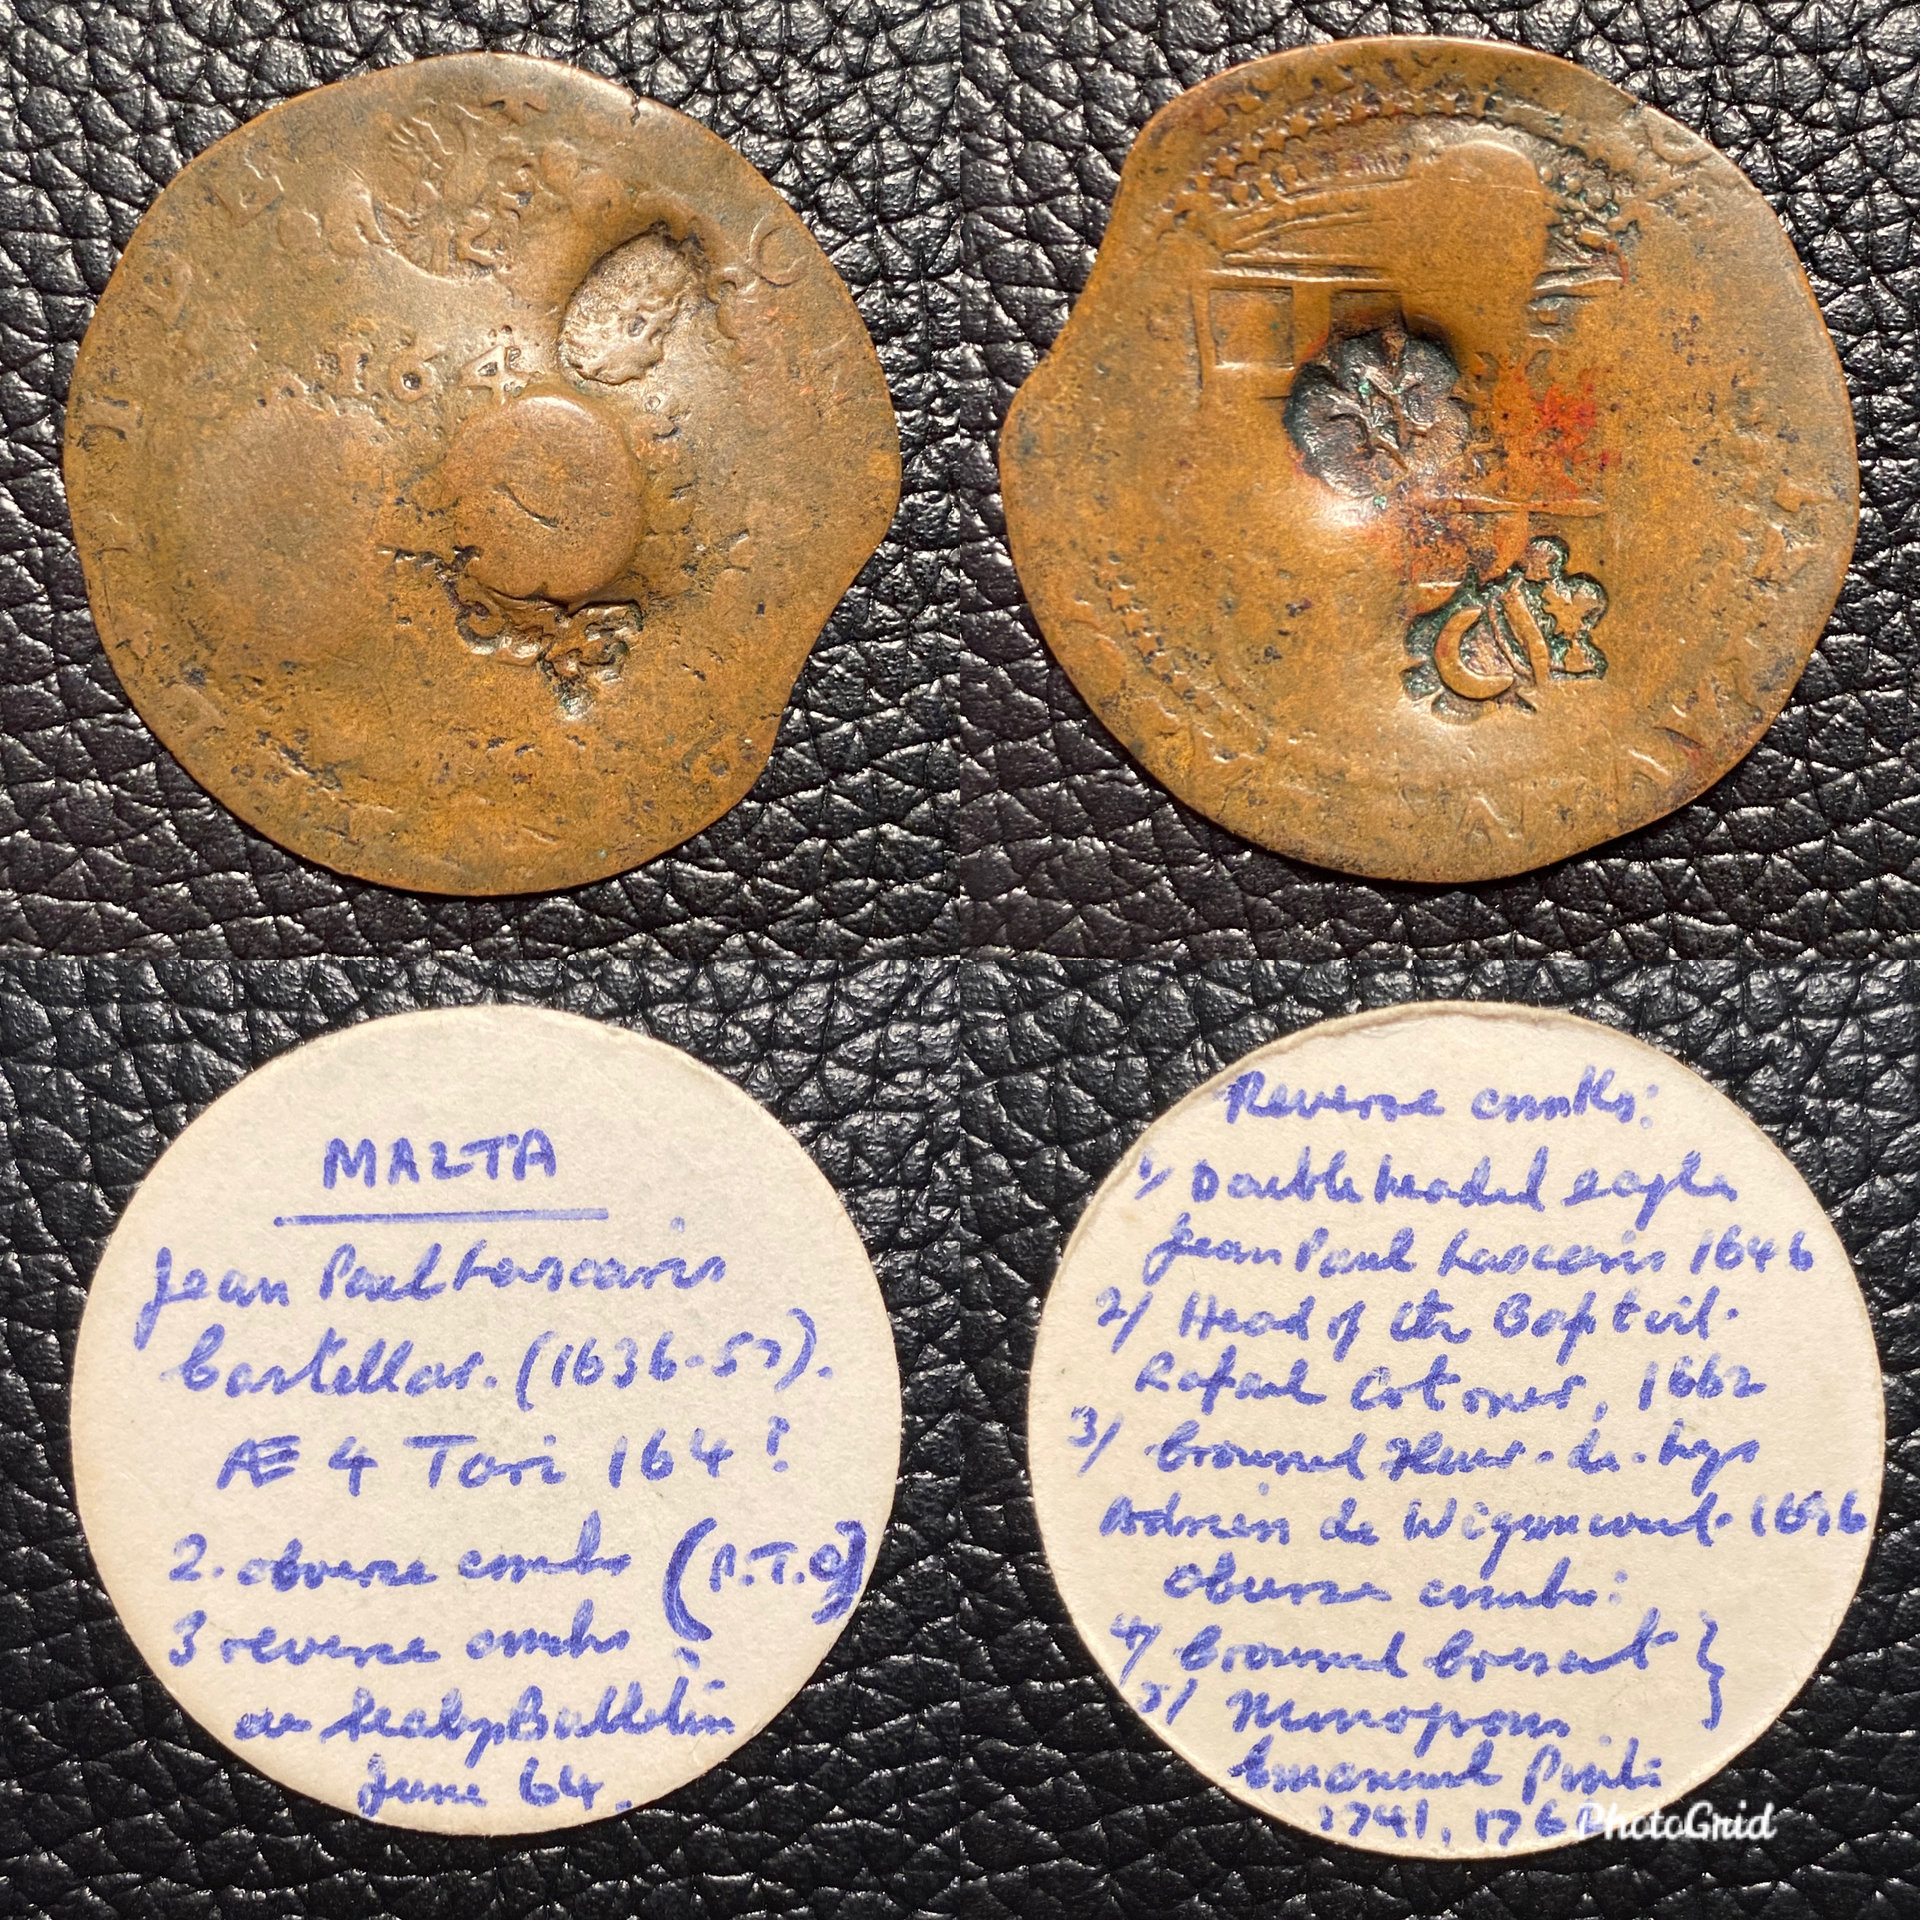 164
MALTA
Jean Paul Lascaris
Castellar. (1636-57).
Æ 4 Tari 164?
2. obverse cmks (P.T.O)
3 reverse cmks
Seaby Bulletin
June 64.
Reverse cmks:
1/ Double headed eagle
Jean Paul Lascaris 1646
2/ Head of the Baptist.
Rafael Cotoner, 1662
3/ Crowned Fleur-de-lys
Adrien de Wignacourt. 1696
Obverse cmks:
4/ Crowned Crescent }
5/ Monogram
Emanuel Pinto
1741, 176
PhotoGrid